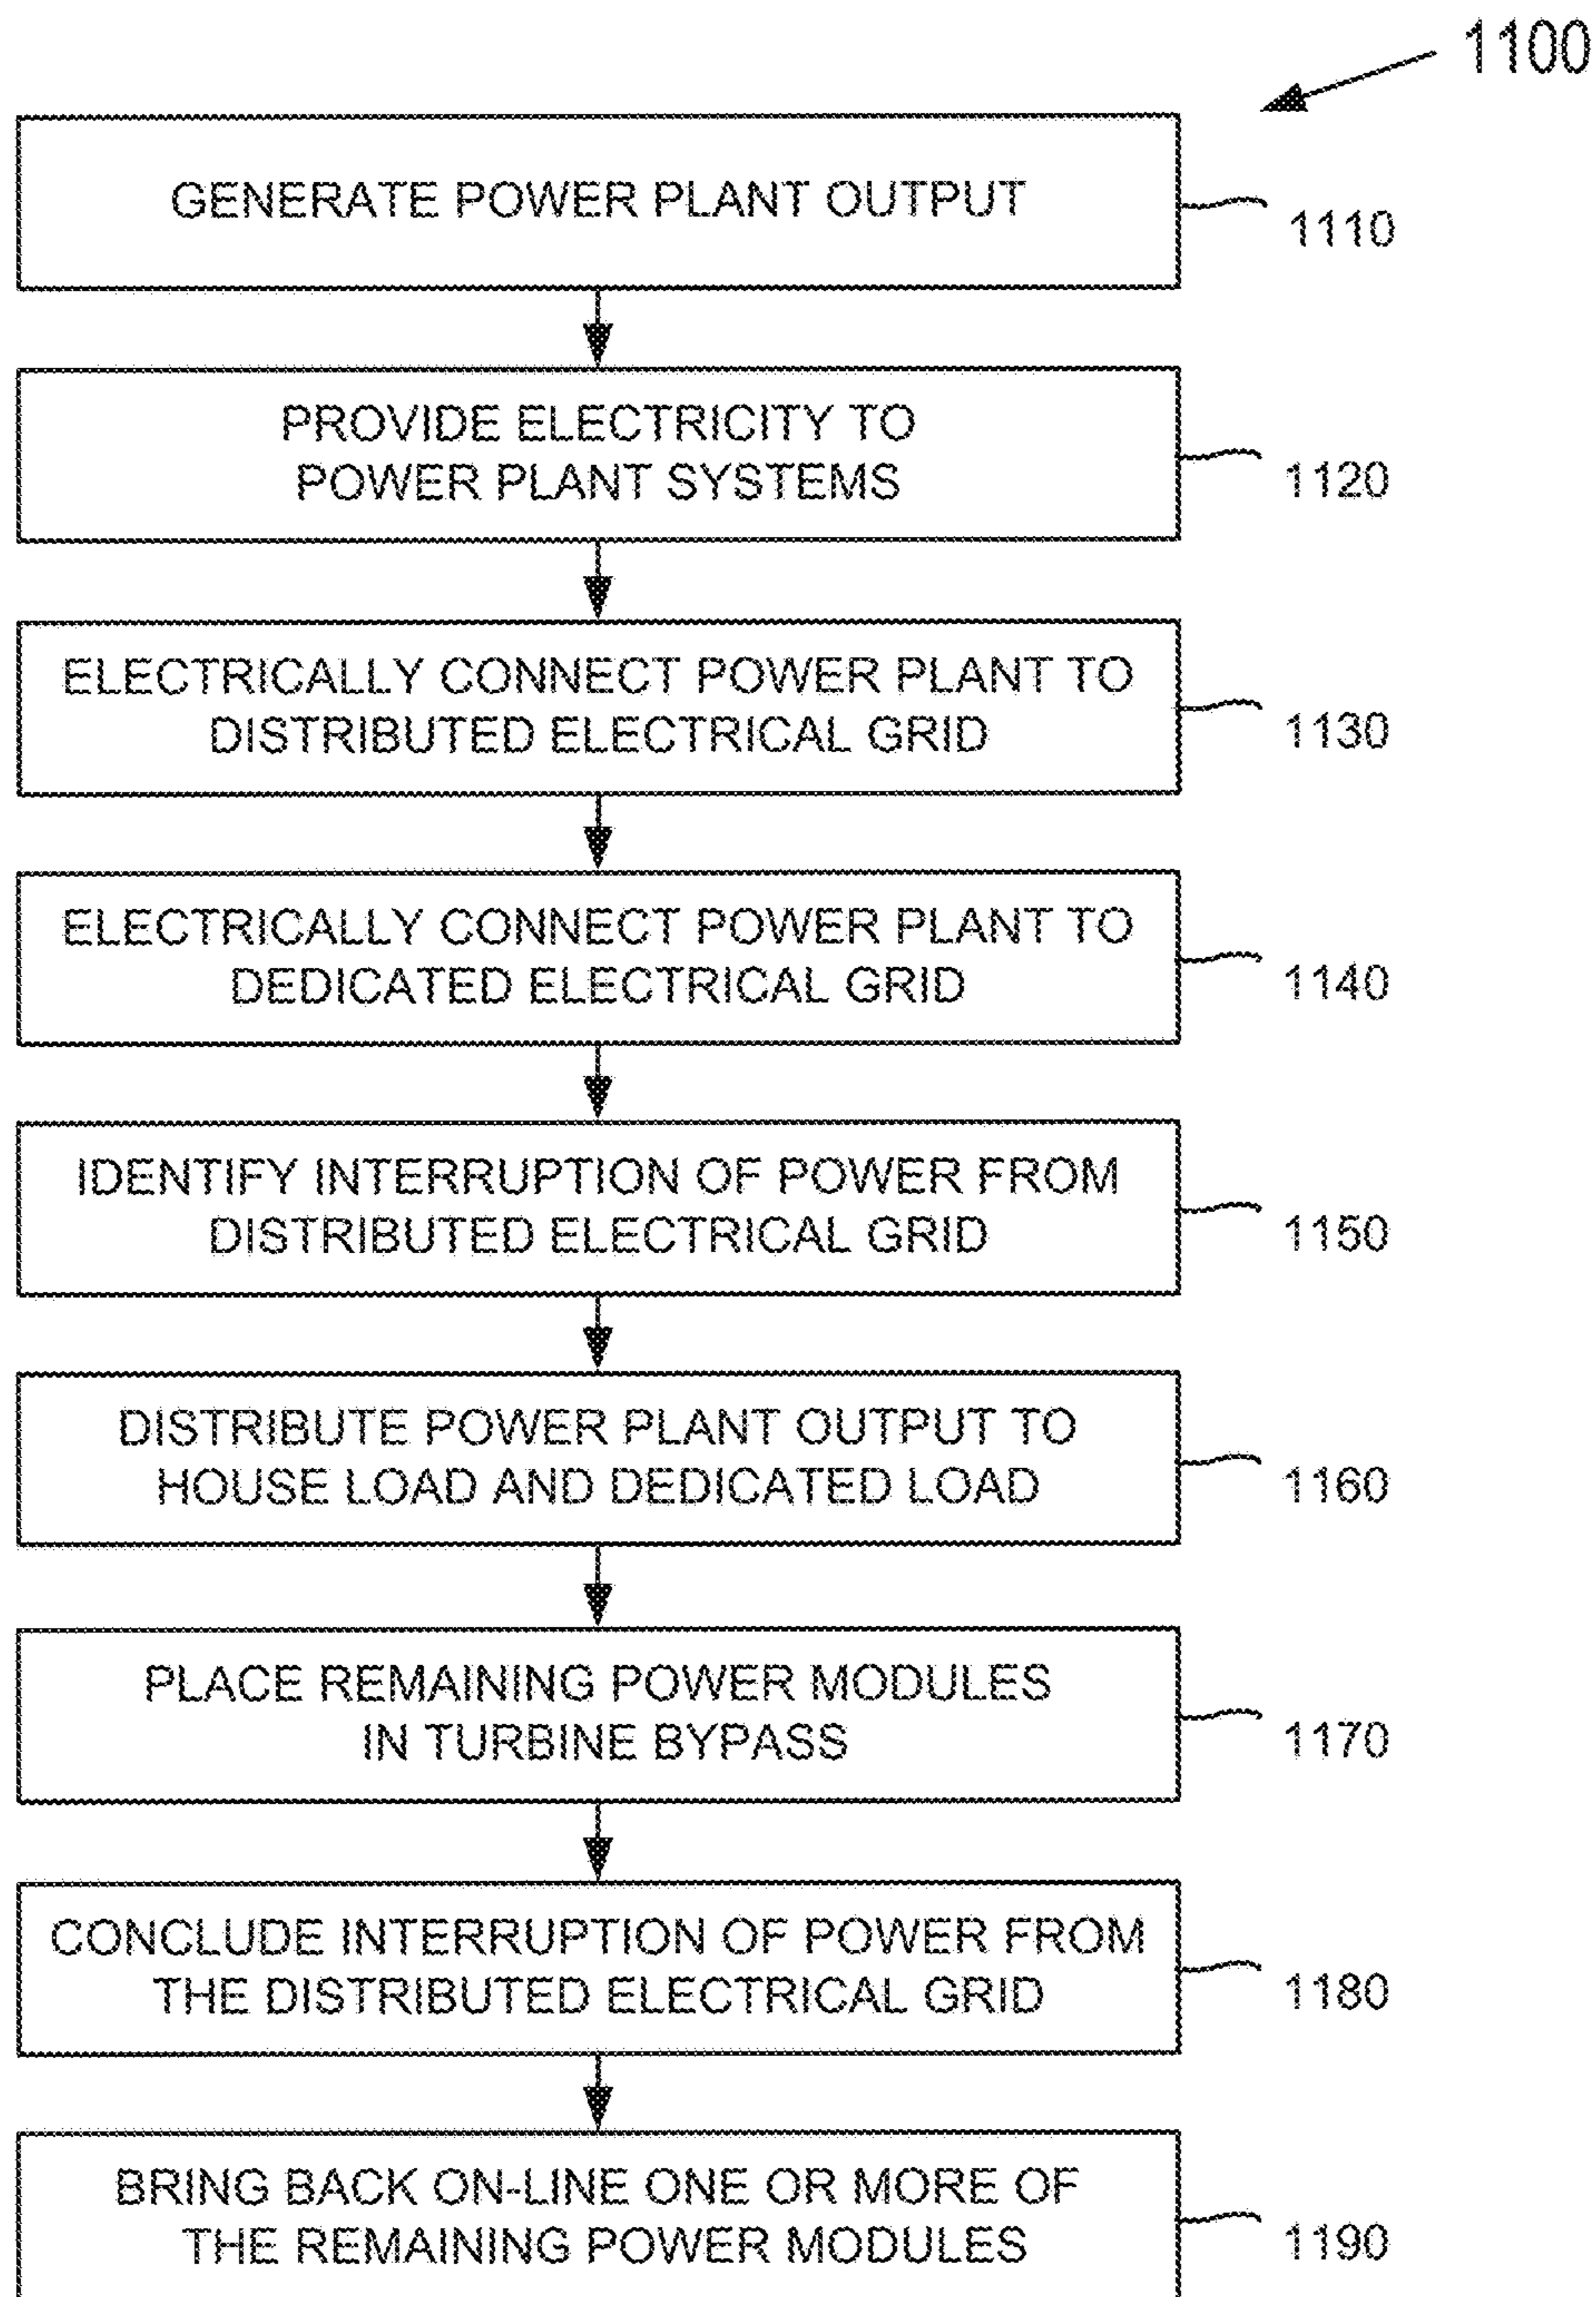 1100
GENERATE POWER PLANT OUTPUT
1110
PROVIDE ELECTRICITY TO
POWER PLANT SYSTEMS
1120
ELECTRICALLY CONNECT POWER PLANT TO
DISTRIBUTED ELECTRICAL GRID
1130
ELECTRICALLY CONNECT POWER PLANT TO
DEDICATED ELECTRICAL GRID
1140
IDENTIFY INTERRUPTION OF POWER FROM
DISTRIBUTED ELECTRICAL GRID
1150
DISTRIBUTE POWER PLANT OUTPUT TO
HOUSE LOAD AND DEDICATED LOAD
1160
PLACE REMAINING POWER MODULES
IN TURBINE BYPASS
1170
CONCLUDE INTERRUPTION OF POWER FROM
THE DISTRIBUTED ELECTRICAL GRID
1180
BRING BACK ON-LINE ONE OR MORE OF
THE REMAINING POWER MODULES
1190